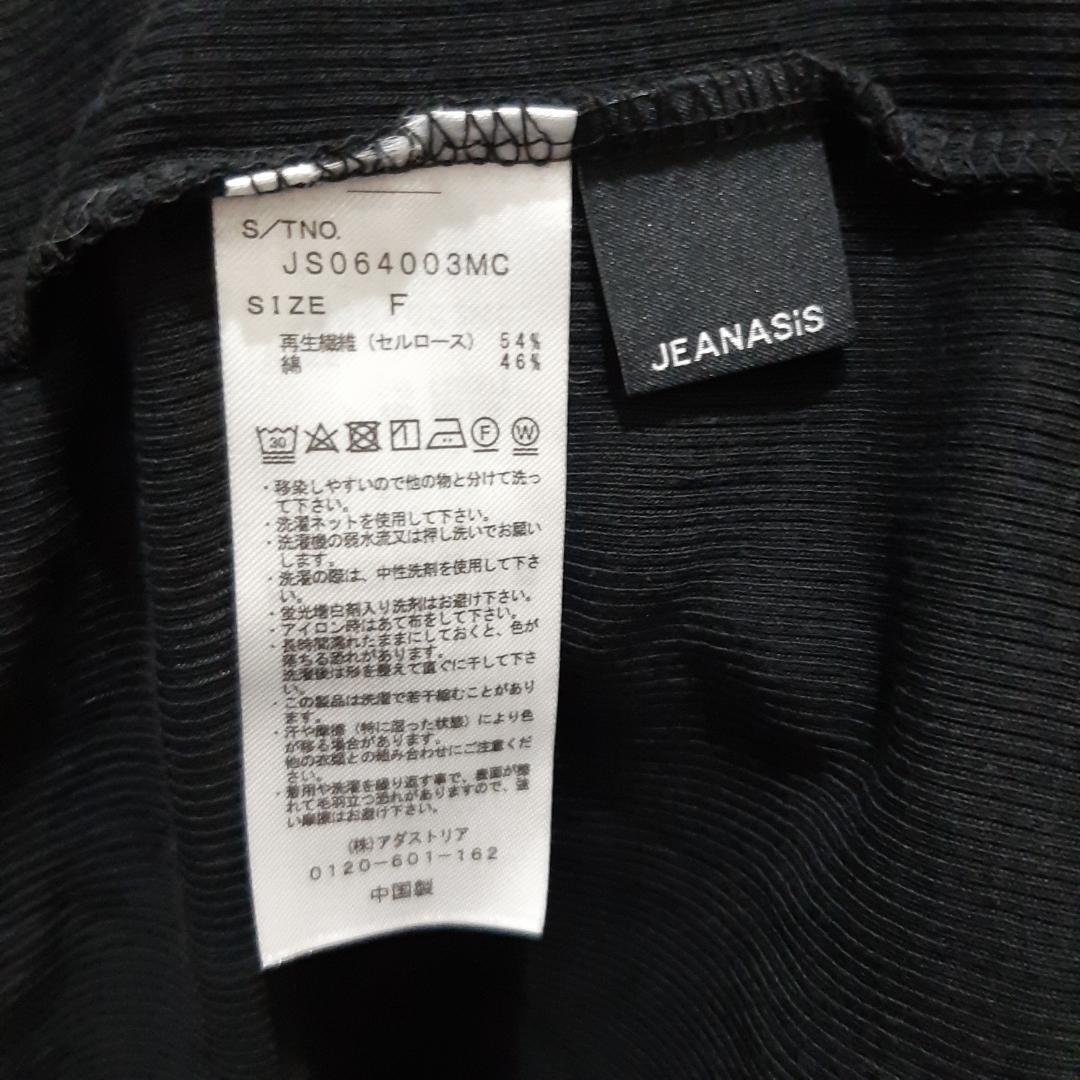 S/TNO.
JS064003MC
SIZE F
再生繊維（セルロース） 54%
綿 46%
30
F W
・移染しやすいので他の物と分けて洗っ
て下さい。
・洗濯ネットを使用して下さい。
・洗濯機の弱水流又は押し洗いでお願い
します。
・洗濯の際は、中性洗剤を使用して下さ
い。
・蛍光増白剤入り洗剤はお避け下さい。
・アイロン時はあて布をして下さい。
・長時間濡れたままにしておくと、色が
落ちる恐れがあります。
洗濯後は形を整えて直ぐに干して下さ
い。
・この製品は洗濯で若干縮むことがあり
ます。
・汗や摩擦（特に湿った状態）により色
が移る場合があります。
他の衣類との組み合わせにご注意くだ
さい。
・着用や洗濯を繰り返す事で、表面が擦
れて毛羽立つ恐れがありますので、強
い摩擦はお避け下さい。
(株)アダストリア
0120-601-162
中国製
JEANASiS